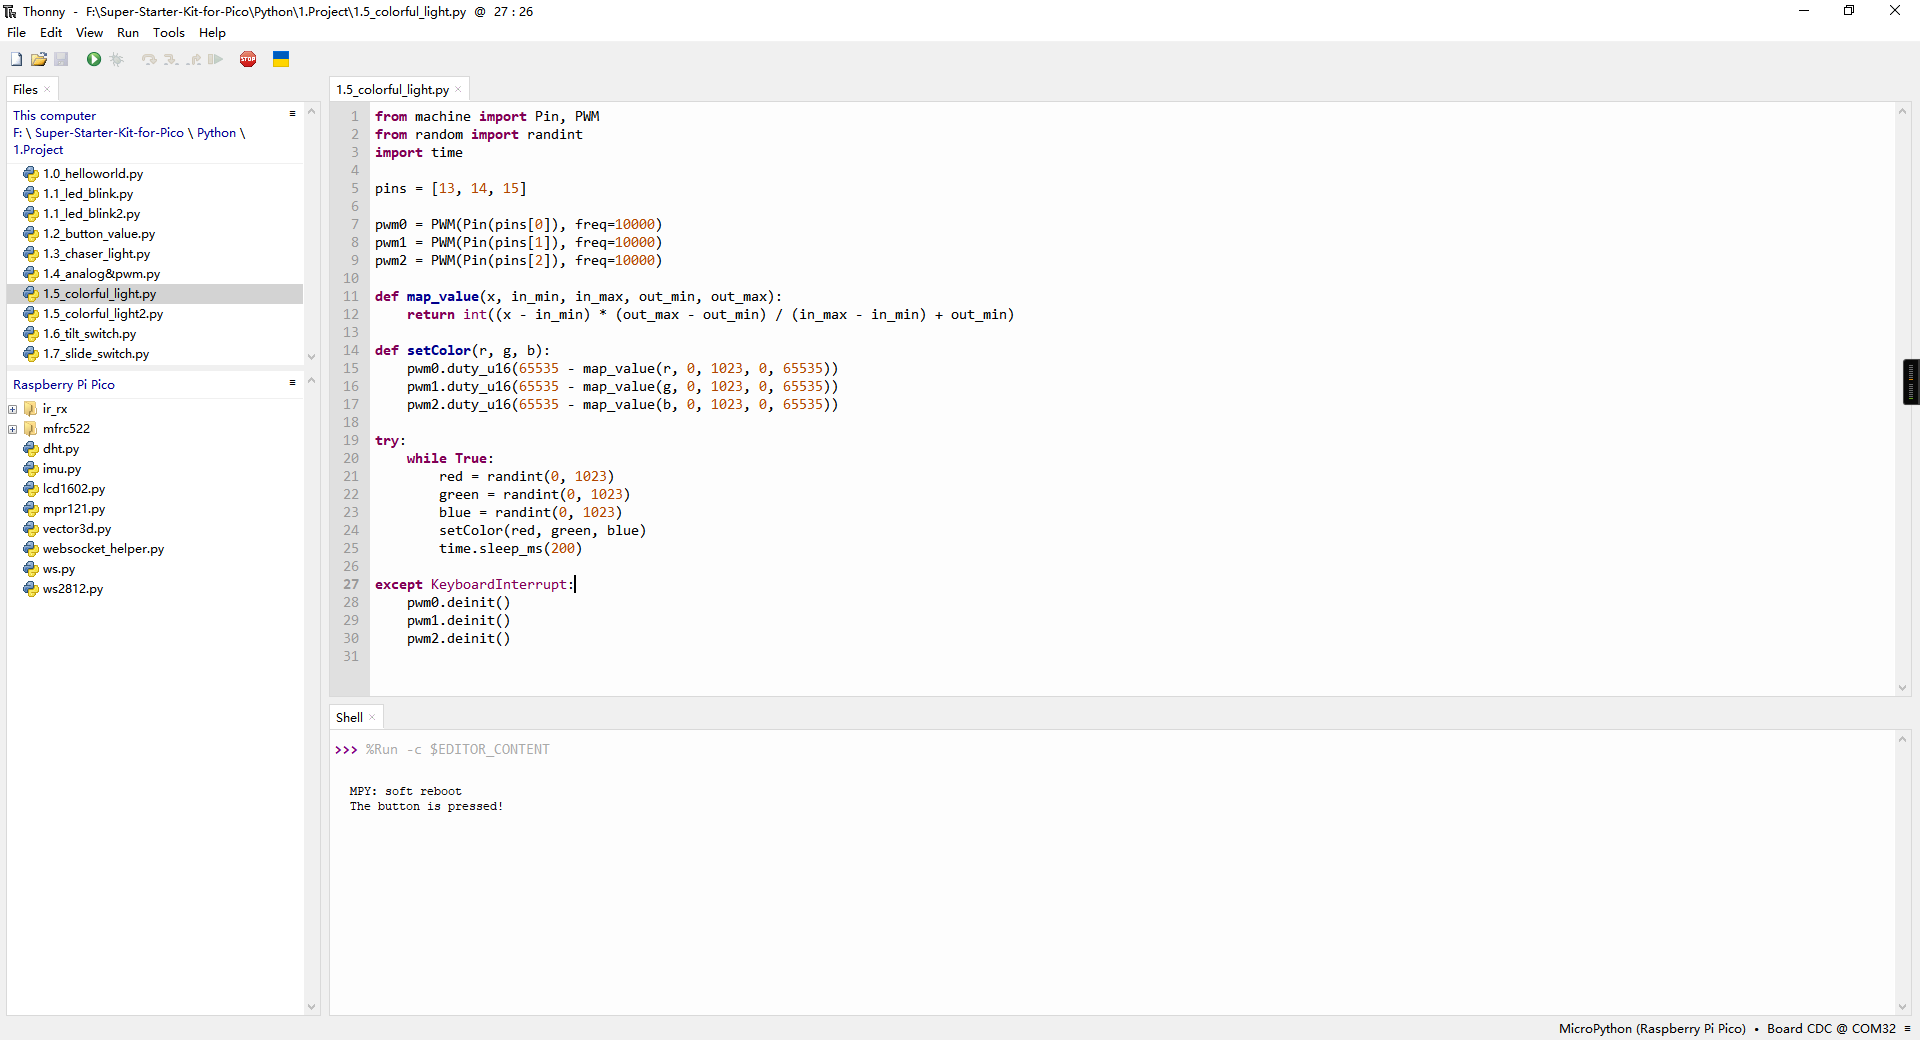 Thonny - F:\Super-Starter-Kit-for-Pico\Python\1.Project\1.5_colorful_light.py @ 27 : 26
File Edit View Run Tools Help
STOP
Files ×
This computer ≡
F: \ Super-Starter-Kit-for-Pico \ Python \
1.Project
1.0_helloworld.py
1.1_led_blink.py
1.1_led_blink2.py
1.2_button_value.py
1.3_chaser_light.py
1.4_analog&pwm.py
1.5_colorful_light.py
1.5_colorful_light2.py
1.6_tilt_switch.py
1.7_slide_switch.py
Raspberry Pi Pico ≡
ir_rx
mfrc522
dht.py
imu.py
lcd1602.py
mpr121.py
vector3d.py
websocket_helper.py
ws.py
ws2812.py
1.5_colorful_light.py ×
1 from machine import Pin, PWM
2 from random import randint
3 import time
4
5 pins = [13, 14, 15]
6
7 pwm0 = PWM(Pin(pins[0]), freq=10000)
8 pwm1 = PWM(Pin(pins[1]), freq=10000)
9 pwm2 = PWM(Pin(pins[2]), freq=10000)
10
11 def map_value(x, in_min, in_max, out_min, out_max):
12     return int((x - in_min) * (out_max - out_min) / (in_max - in_min) + out_min)
13
14 def setColor(r, g, b):
15     pwm0.duty_u16(65535 - map_value(r, 0, 1023, 0, 65535))
16     pwm1.duty_u16(65535 - map_value(g, 0, 1023, 0, 65535))
17     pwm2.duty_u16(65535 - map_value(b, 0, 1023, 0, 65535))
18
19 try:
20     while True:
21         red = randint(0, 1023)
22         green = randint(0, 1023)
23         blue = randint(0, 1023)
24         setColor(red, green, blue)
25         time.sleep_ms(200)
26
27 except KeyboardInterrupt:
28     pwm0.deinit()
29     pwm1.deinit()
30     pwm2.deinit()
31
Shell ×
>>> %Run -c $EDITOR_CONTENT
MPY: soft reboot
The button is pressed!
MicroPython (Raspberry Pi Pico) • Board CDC @ COM32 ≡